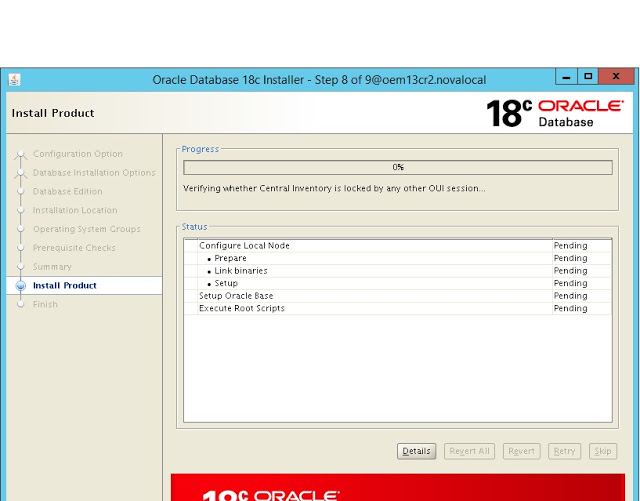 Oracle Database 18c Installer - Step 8 of 9@oem13cr2.novalocal
Install Product
18c ORACLE
Database
Configuration Option
Database Installation Options
Database Edition
Installation Location
Operating System Groups
Prerequisite Checks
Summary
Install Product
Finish
Progress
0%
Verifying whether Central Inventory is locked by any other OUI session...
Status
Configure Local Node Pending
• Prepare Pending
• Link binaries Pending
• Setup Pending
Setup Oracle Base Pending
Execute Root Scripts Pending
Details Revert All Revert Retry Skip
18c ORACLE